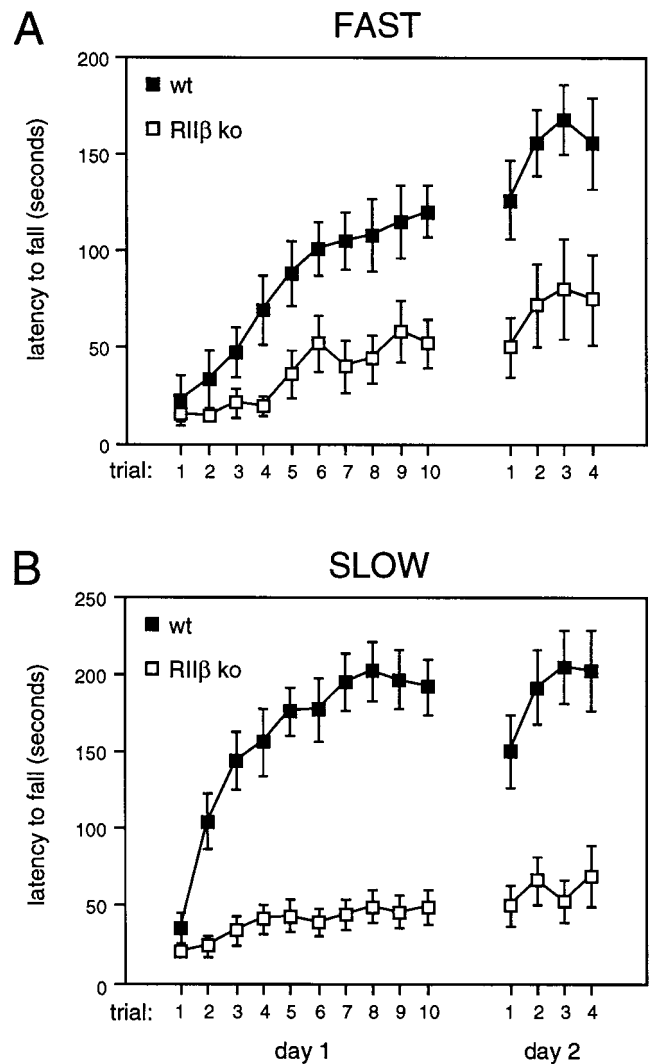 A
FAST
200
150
100
50
0
latency to fall (seconds)
wt
RIIβ ko
trial: 1 2 3 4 5 6 7 8 9 10 1 2 3 4
B
SLOW
250
200
150
100
50
0
latency to fall (seconds)
wt
RIIβ ko
trial: 1 2 3 4 5 6 7 8 9 10 1 2 3 4
day 1 day 2